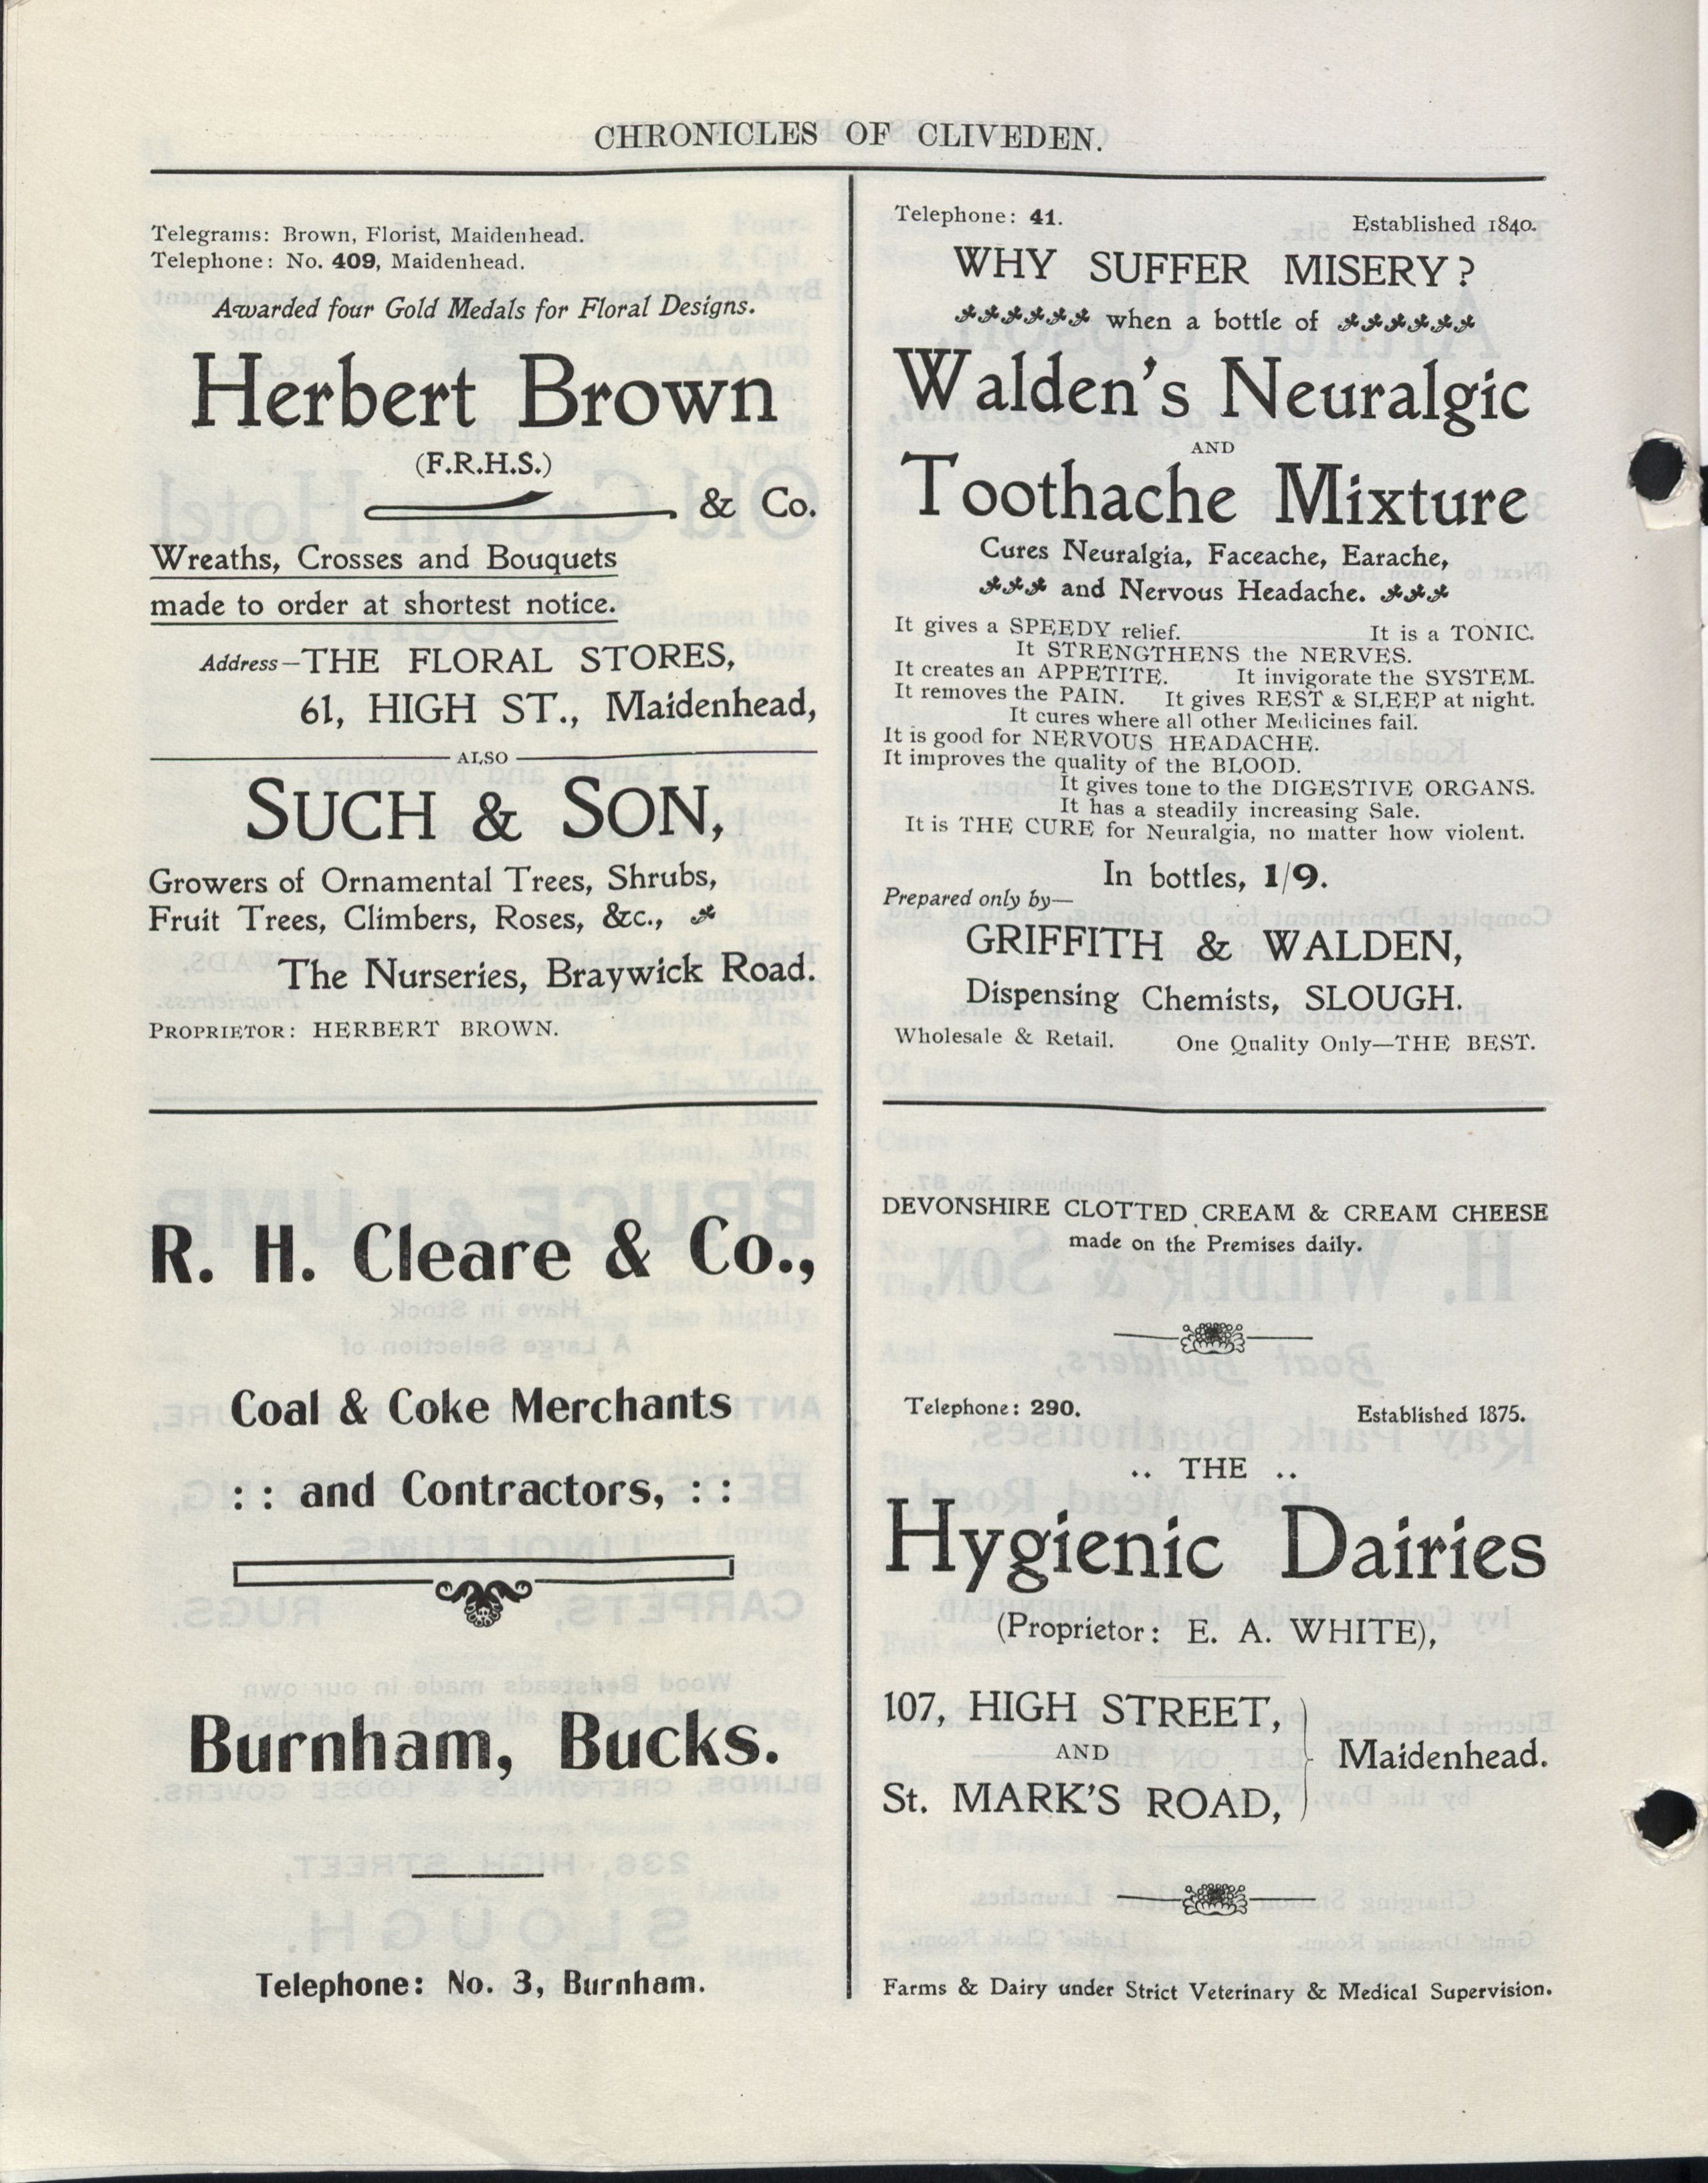 CHRONICLES OF CLIVEDEN.
Telegrams: Brown, Florist, Maidenhead.
Telephone: No. 409, Maidenhead.
Awarded four Gold Medals for Floral Designs.
Herbert Brown
(F.R.H.S.)
& Co.
Wreaths, Crosses and Bouquets
made to order at shortest notice.
Address—THE FLORAL STORES,
61, HIGH ST., Maidenhead,
ALSO
SUCH & SON,
Growers of Ornamental Trees, Shrubs,
Fruit Trees, Climbers, Roses, &c.,
The Nurseries, Braywick Road.
PROPRIETOR: HERBERT BROWN.
R. H. Cleare & Co.,
Coal & Coke Merchants
: : and Contractors, : :
Burnham, Bucks.
Telephone: No. 3, Burnham.
Telephone: 41. Established 1840.
WHY SUFFER MISERY?
when a bottle of
Walden's Neuralgic
AND
Toothache Mixture
Cures Neuralgia, Faceache, Earache,
and Nervous Headache.
It gives a SPEEDY relief. It is a TONIC.
It STRENGTHENS the NERVES.
It creates an APPETITE. It invigorate the SYSTEM.
It removes the PAIN. It gives REST & SLEEP at night.
It cures where all other Medicines fail.
It is good for NERVOUS HEADACHE.
It improves the quality of the BLOOD.
It gives tone to the DIGESTIVE ORGANS.
It has a steadily increasing Sale.
It is THE CURE for Neuralgia, no matter how violent.
In bottles, 1/9.
Prepared only by—
GRIFFITH & WALDEN,
Dispensing Chemists, SLOUGH.
Wholesale & Retail. One Quality Only—THE BEST.
DEVONSHIRE CLOTTED CREAM & CREAM CHEESE
made on the Premises daily.
Telephone: 290. Established 1875.
.. THE ..
Hygienic Dairies
(Proprietor: E. A. WHITE),
107, HIGH STREET,
AND
Maidenhead.
St. MARK'S ROAD,
Farms & Dairy under Strict Veterinary & Medical Supervision.